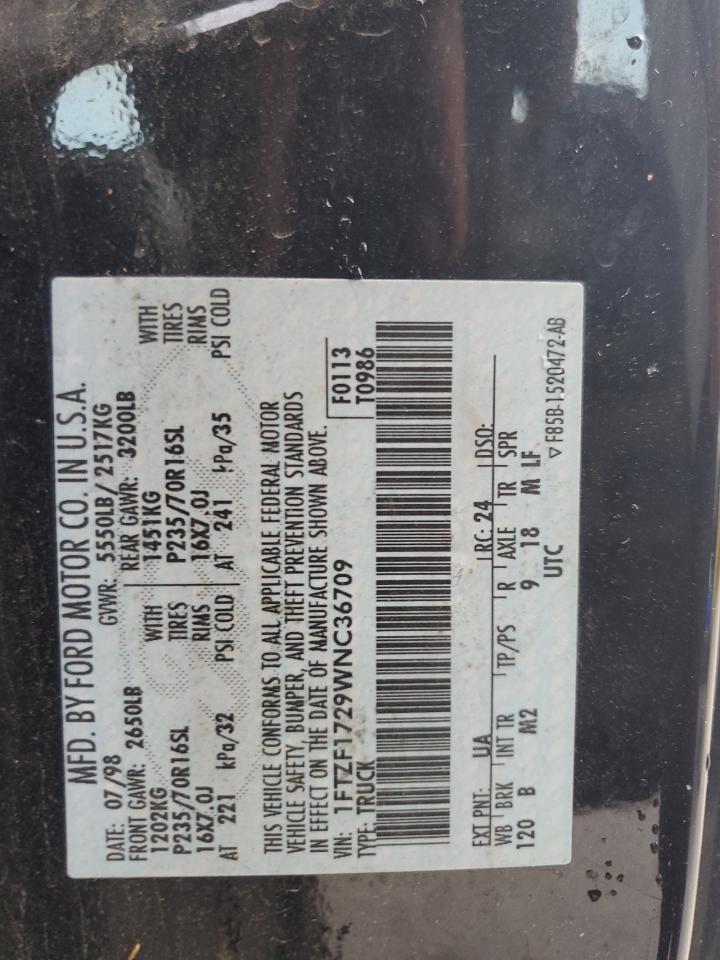 MFD. BY FORD MOTOR CO. IN U.S.A.
DATE: 07/98 GVWR: 5550LB / 2517KG
FRONT GAWR: 2650LB REAR GAWR: 3200LB
1202KG WITH 1451KG WITH
P235/70R16SL TIRES P235/70R16SL TIRES
16X7.0J RIMS 16X7.0J RIMS
AT 221 kPa/32 PSI COLD AT 241 kPa/35 PSI COLD
THIS VEHICLE CONFORMS TO ALL APPLICABLE FEDERAL MOTOR
VEHICLE SAFETY, BUMPER, AND THEFT PREVENTION STANDARDS
IN EFFECT ON THE DATE OF MANUFACTURE SHOWN ABOVE.
VIN: 1FTZF1729WNC36709 F0113
TYPE: TRUCK T0986
EXT PNT: UA RC: 24 DSO:
WB BRK INT TR TP/PS R AXLE TR SPR
120 B M2 9 18 M LF
UTC
▽ F85B-1520472-AB